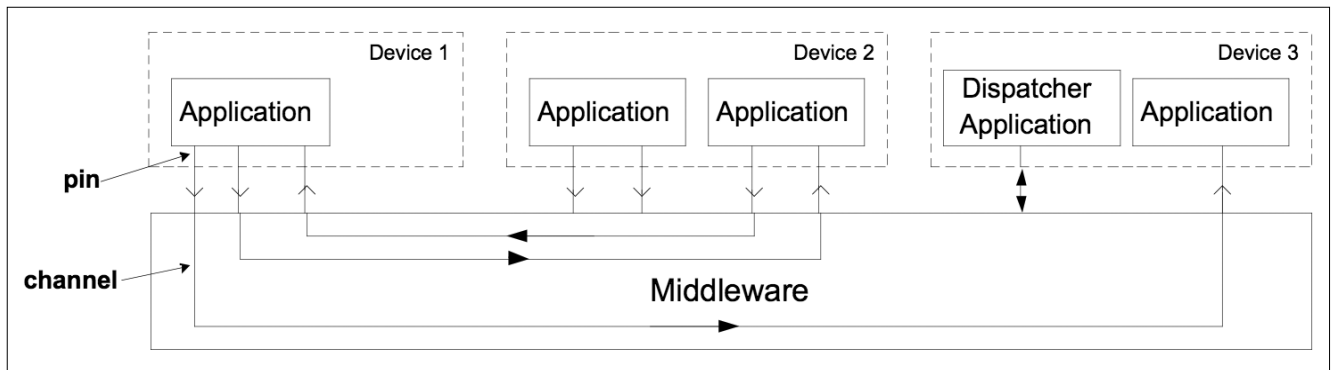 Device 1
Device 2
Device 3
Application
Application
Application
Dispatcher
Application
Application
pin
channel
Middleware